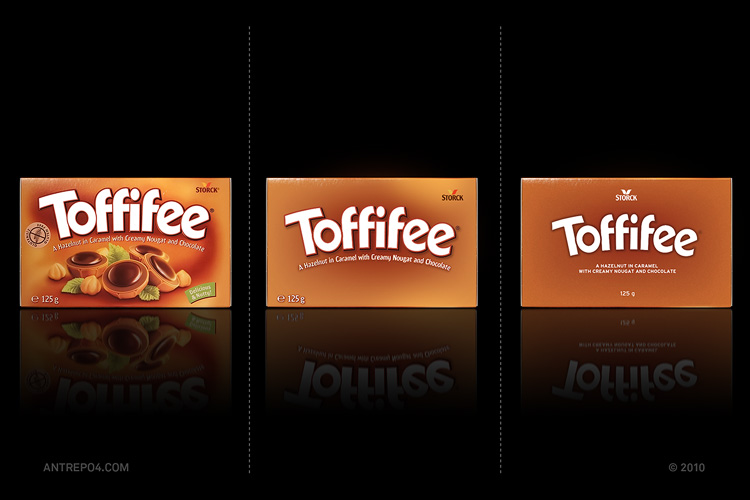 STORCK®
Toffifee®
A Hazelnut in Caramel with Creamy Nougat and Chocolate
Delicious
& Nutty!
℮ 125 g
STORCK
Toffifee®
A Hazelnut in Caramel with Creamy Nougat and Chocolate
℮ 125 g
STORCK
Toffifee®
A HAZELNUT IN CARAMEL
WITH CREAMY NOUGAT AND CHOCOLATE
125 g
ANTREPO4.COM
© 2010